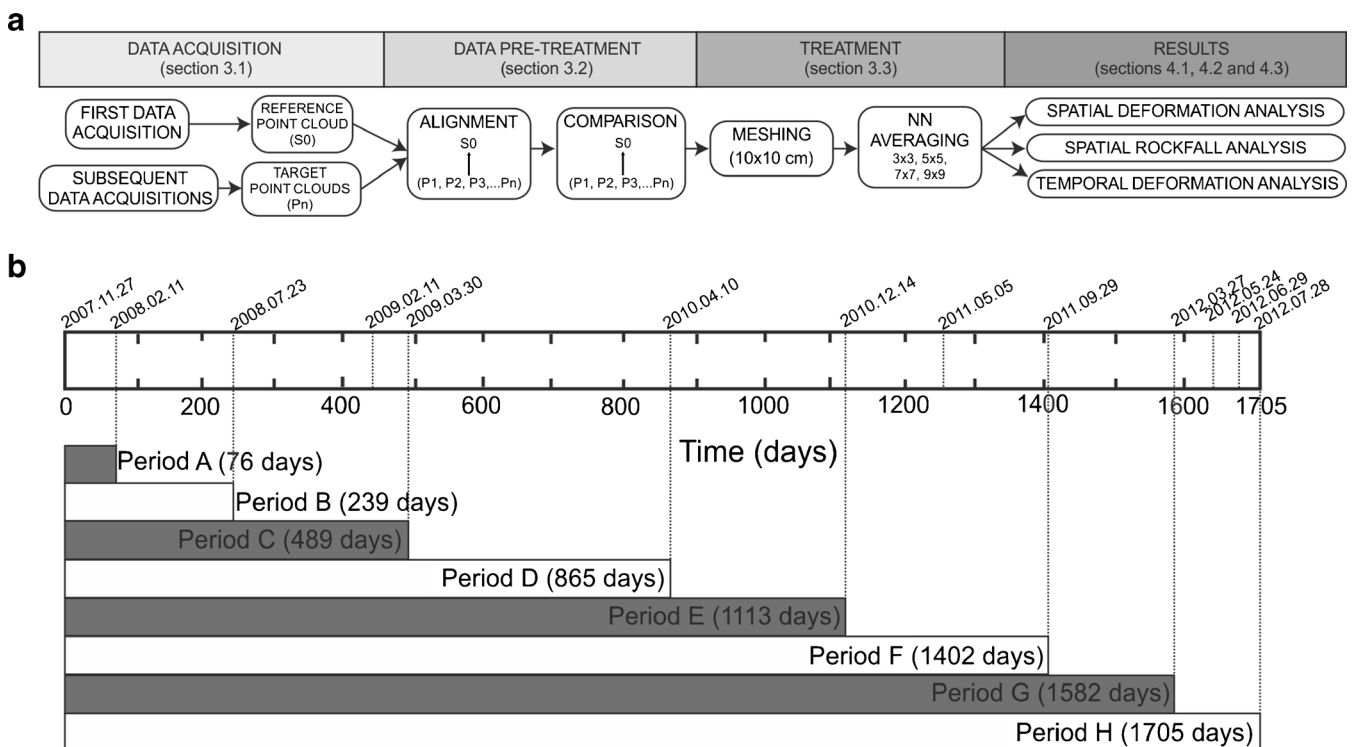 a
DATA ACQUISITION
(section 3.1)
DATA PRE-TREATMENT
(section 3.2)
TREATMENT
(section 3.3)
RESULTS
(sections 4.1, 4.2 and 4.3)
FIRST DATA
ACQUISITION
REFERENCE
POINT CLOUD
(S0)
SUBSEQUENT
DATA ACQUISITIONS
TARGET
POINT CLOUDS
(Pn)
ALIGNMENT
S0
(P1, P2, P3,...Pn)
COMPARISON
S0
(P1, P2, P3,...Pn)
MESHING
(10x10 cm)
NN
AVERAGING
3x3, 5x5,
7x7, 9x9
SPATIAL DEFORMATION ANALYSIS
SPATIAL ROCKFALL ANALYSIS
TEMPORAL DEFORMATION ANALYSIS
b
2007.11.27
2008.02.11
2008.07.23
2009.02.11
2009.03.30
2010.04.10
2010.12.14
2011.05.05
2011.09.29
2012.03.27
2012.05.24
2012.06.29
2012.07.28
0 200 400 600 800 1000 1200 1400 1600 1705
Time (days)
Period A (76 days)
Period B (239 days)
Period C (489 days)
Period D (865 days)
Period E (1113 days)
Period F (1402 days)
Period G (1582 days)
Period H (1705 days)